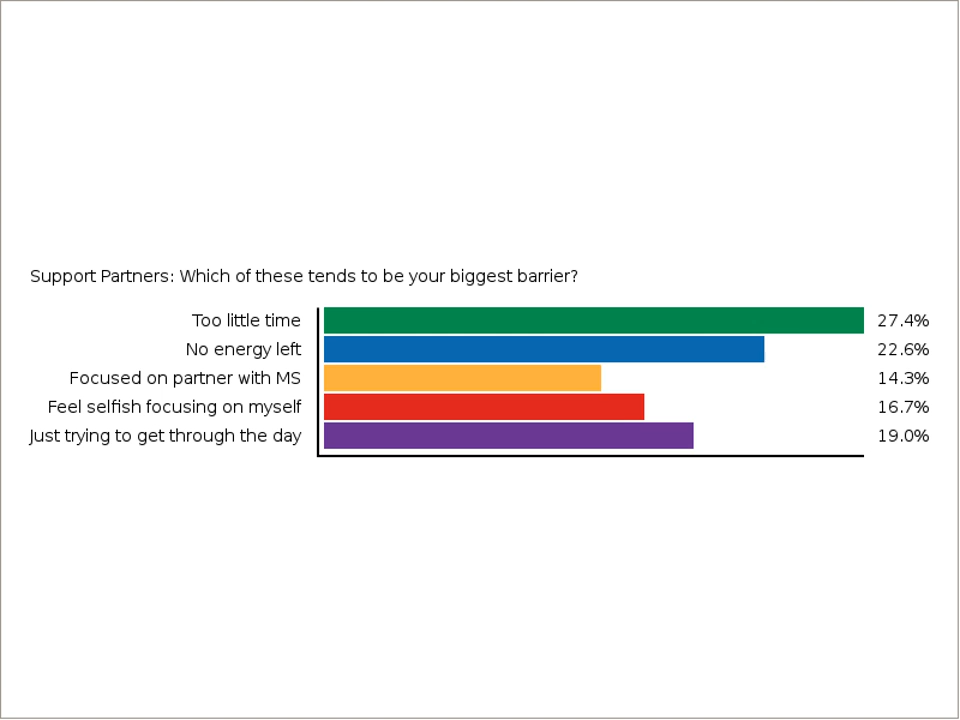 Support Partners: Which of these tends to be your biggest barrier?
Too little time 27.4%
No energy left 22.6%
Focused on partner with MS 14.3%
Feel selfish focusing on myself 16.7%
Just trying to get through the day 19.0%